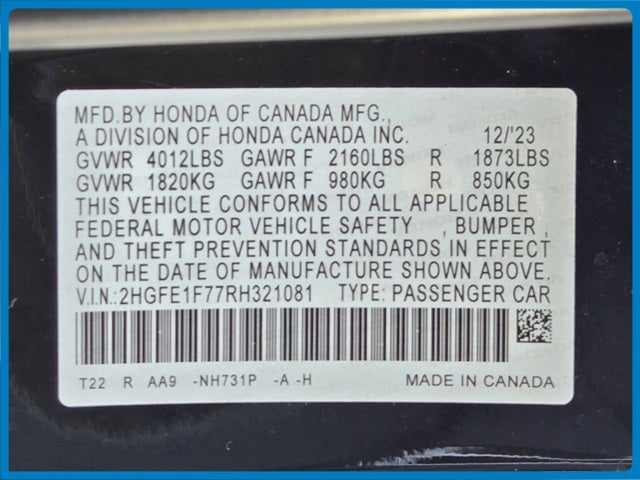 MFD.BY HONDA OF CANADA MFG.,
A DIVISION OF HONDA CANADA INC. 12/'23
GVWR 4012LBS GAWR F 2160LBS R 1873LBS
GVWR 1820KG GAWR F 980KG R 850KG
THIS VEHICLE CONFORMS TO ALL APPLICABLE
FEDERAL MOTOR VEHICLE SAFETY , BUMPER ,
AND THEFT PREVENTION STANDARDS IN EFFECT
ON THE DATE OF MANUFACTURE SHOWN ABOVE.
V.I.N.:2HGFE1F77RH321081 TYPE: PASSENGER CAR
T22 R AA9 -NH731P -A -H MADE IN CANADA